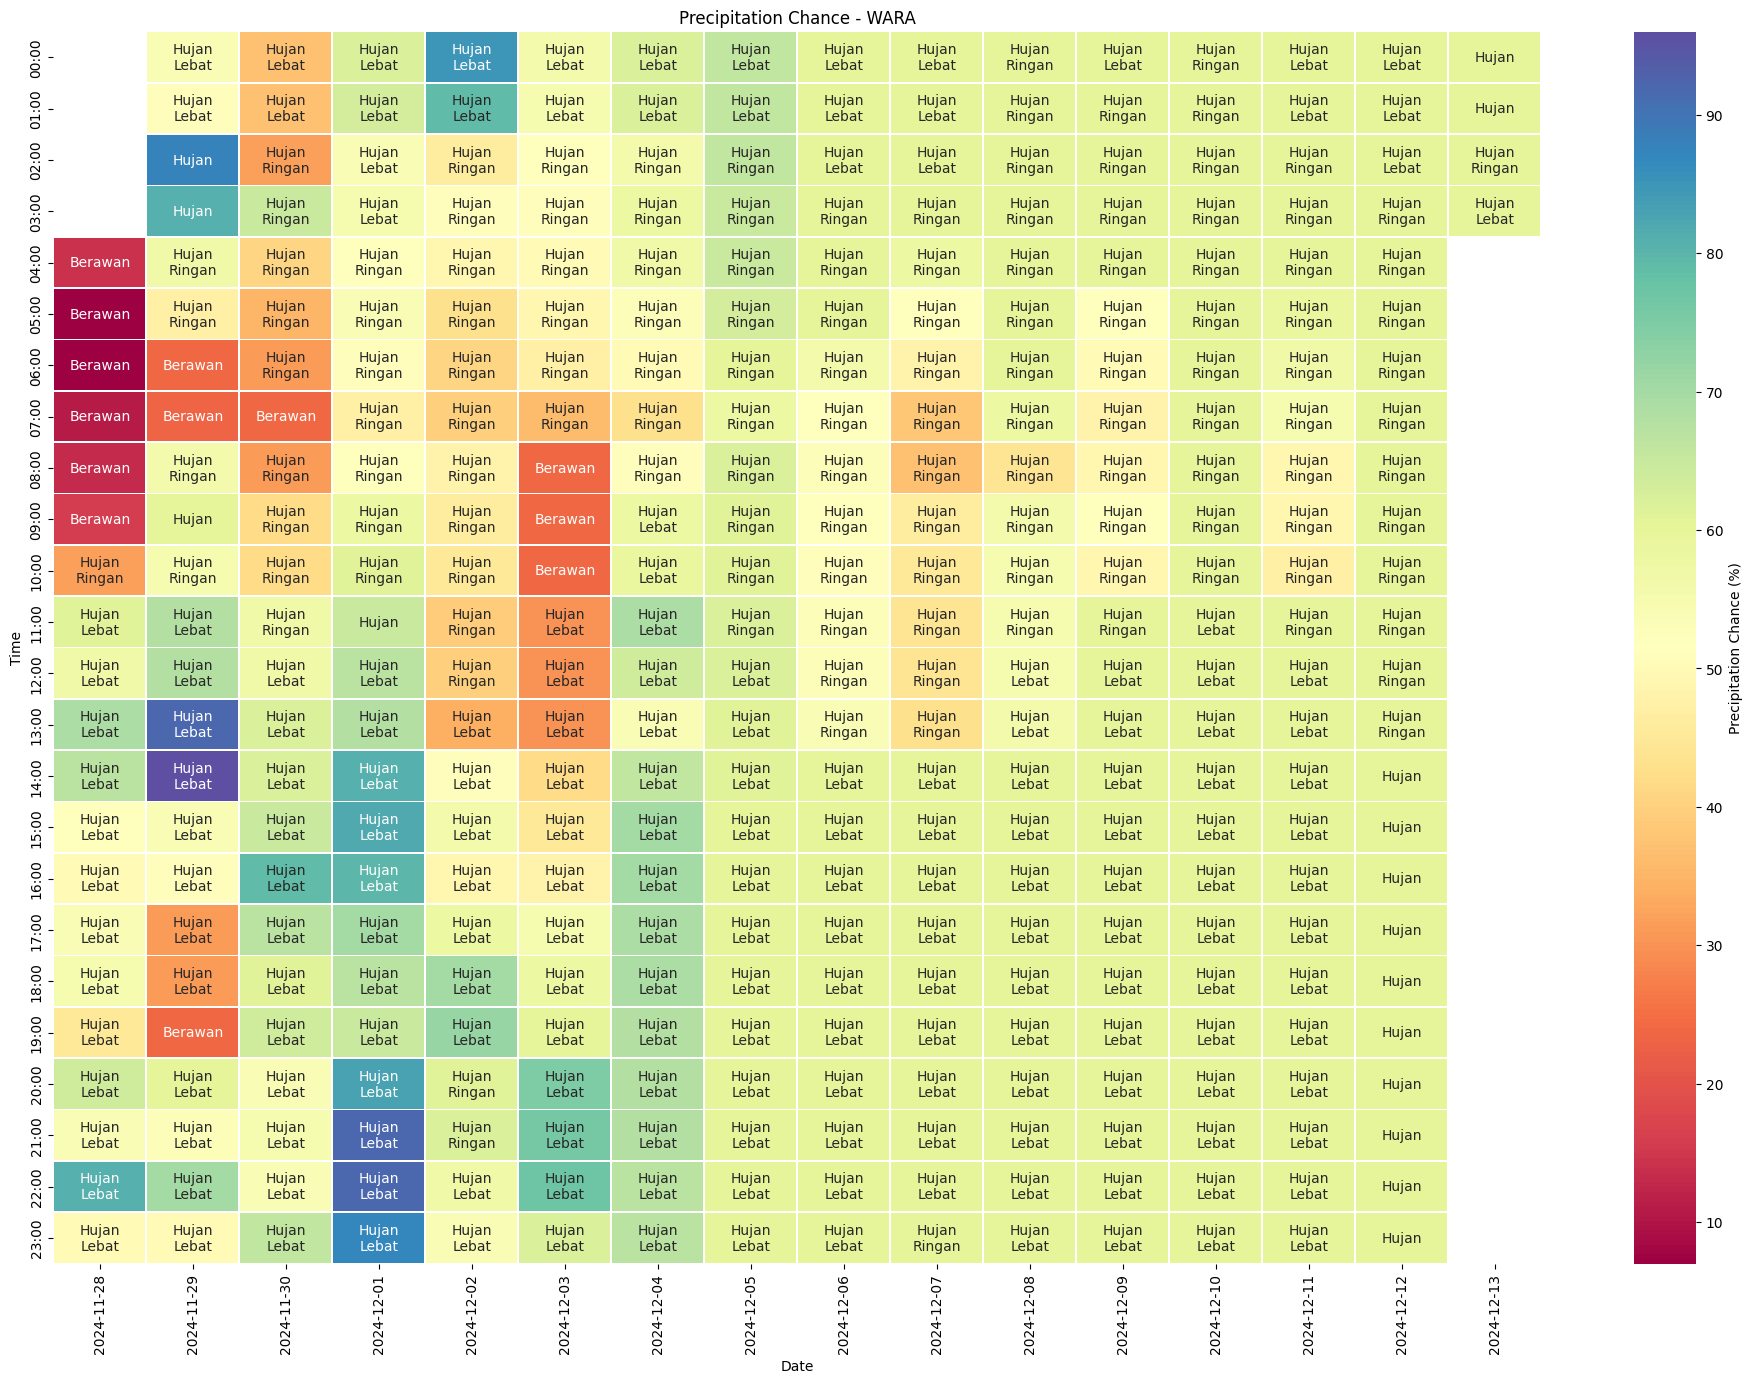 Precipitation Chance - WARA
00:00 Hujan Lebat Hujan Lebat Hujan Lebat Hujan Lebat Hujan Lebat Hujan Lebat Hujan Lebat Hujan Lebat Hujan Lebat Hujan Ringan Hujan Lebat Hujan Ringan Hujan Lebat Hujan Lebat Hujan
01:00 Hujan Lebat Hujan Lebat Hujan Lebat Hujan Lebat Hujan Lebat Hujan Lebat Hujan Lebat Hujan Lebat Hujan Lebat Hujan Ringan Hujan Ringan Hujan Ringan Hujan Lebat Hujan Lebat Hujan
02:00 Hujan Hujan Ringan Hujan Lebat Hujan Ringan Hujan Ringan Hujan Ringan Hujan Ringan Hujan Lebat Hujan Lebat Hujan Ringan Hujan Ringan Hujan Ringan Hujan Ringan Hujan Lebat Hujan Ringan
03:00 Hujan Hujan Ringan Hujan Lebat Hujan Ringan Hujan Ringan Hujan Ringan Hujan Ringan Hujan Ringan Hujan Ringan Hujan Ringan Hujan Ringan Hujan Ringan Hujan Ringan Hujan Ringan Hujan Lebat
04:00 Berawan Hujan Ringan Hujan Ringan Hujan Ringan Hujan Ringan Hujan Ringan Hujan Ringan Hujan Ringan Hujan Ringan Hujan Ringan Hujan Ringan Hujan Ringan Hujan Ringan Hujan Ringan Hujan Ringan
05:00 Berawan Hujan Ringan Hujan Ringan Hujan Ringan Hujan Ringan Hujan Ringan Hujan Ringan Hujan Ringan Hujan Ringan Hujan Ringan Hujan Ringan Hujan Ringan Hujan Ringan Hujan Ringan Hujan Ringan
06:00 Berawan Berawan Hujan Ringan Hujan Ringan Hujan Ringan Hujan Ringan Hujan Ringan Hujan Ringan Hujan Ringan Hujan Ringan Hujan Ringan Hujan Ringan Hujan Ringan Hujan Ringan Hujan Ringan
07:00 Berawan Berawan Berawan Hujan Ringan Hujan Ringan Hujan Ringan Hujan Ringan Hujan Ringan Hujan Ringan Hujan Ringan Hujan Ringan Hujan Ringan Hujan Ringan Hujan Ringan Hujan Ringan
08:00 Berawan Hujan Ringan Hujan Ringan Hujan Ringan Hujan Ringan Berawan Hujan Ringan Hujan Ringan Hujan Ringan Hujan Ringan Hujan Ringan Hujan Ringan Hujan Ringan Hujan Ringan Hujan Ringan
09:00 Berawan Hujan Hujan Ringan Hujan Ringan Hujan Ringan Berawan Hujan Lebat Hujan Ringan Hujan Ringan Hujan Ringan Hujan Ringan Hujan Ringan Hujan Ringan Hujan Ringan Hujan Ringan
10:00 Hujan Ringan Hujan Ringan Hujan Ringan Hujan Ringan Hujan Ringan Berawan Hujan Lebat Hujan Ringan Hujan Ringan Hujan Ringan Hujan Ringan Hujan Ringan Hujan Ringan Hujan Ringan Hujan Ringan
11:00 Hujan Lebat Hujan Lebat Hujan Ringan Hujan Hujan Ringan Hujan Lebat Hujan Lebat Hujan Ringan Hujan Ringan Hujan Ringan Hujan Ringan Hujan Ringan Hujan Lebat Hujan Ringan Hujan Ringan
12:00 Hujan Lebat Hujan Lebat Hujan Lebat Hujan Lebat Hujan Ringan Hujan Lebat Hujan Lebat Hujan Lebat Hujan Ringan Hujan Ringan Hujan Lebat Hujan Lebat Hujan Lebat Hujan Lebat Hujan Ringan
13:00 Hujan Lebat Hujan Lebat Hujan Lebat Hujan Lebat Hujan Lebat Hujan Lebat Hujan Lebat Hujan Lebat Hujan Ringan Hujan Ringan Hujan Lebat Hujan Lebat Hujan Lebat Hujan Lebat Hujan Ringan
14:00 Hujan Lebat Hujan Lebat Hujan Lebat Hujan Lebat Hujan Lebat Hujan Lebat Hujan Lebat Hujan Lebat Hujan Lebat Hujan Lebat Hujan Lebat Hujan Lebat Hujan Lebat Hujan Lebat Hujan
15:00 Hujan Lebat Hujan Lebat Hujan Lebat Hujan Lebat Hujan Lebat Hujan Lebat Hujan Lebat Hujan Lebat Hujan Lebat Hujan Lebat Hujan Lebat Hujan Lebat Hujan Lebat Hujan Lebat Hujan
16:00 Hujan Lebat Hujan Lebat Hujan Lebat Hujan Lebat Hujan Lebat Hujan Lebat Hujan Lebat Hujan Lebat Hujan Lebat Hujan Lebat Hujan Lebat Hujan Lebat Hujan Lebat Hujan Lebat Hujan
17:00 Hujan Lebat Hujan Lebat Hujan Lebat Hujan Lebat Hujan Lebat Hujan Lebat Hujan Lebat Hujan Lebat Hujan Lebat Hujan Lebat Hujan Lebat Hujan Lebat Hujan Lebat Hujan Lebat Hujan
18:00 Hujan Lebat Hujan Lebat Hujan Lebat Hujan Lebat Hujan Lebat Hujan Lebat Hujan Lebat Hujan Lebat Hujan Lebat Hujan Lebat Hujan Lebat Hujan Lebat Hujan Lebat Hujan Lebat Hujan
19:00 Hujan Lebat Berawan Hujan Lebat Hujan Lebat Hujan Lebat Hujan Lebat Hujan Lebat Hujan Lebat Hujan Lebat Hujan Lebat Hujan Lebat Hujan Lebat Hujan Lebat Hujan Lebat Hujan
20:00 Hujan Lebat Hujan Lebat Hujan Lebat Hujan Lebat Hujan Ringan Hujan Lebat Hujan Lebat Hujan Lebat Hujan Lebat Hujan Lebat Hujan Lebat Hujan Lebat Hujan Lebat Hujan Lebat Hujan
21:00 Hujan Lebat Hujan Lebat Hujan Lebat Hujan Lebat Hujan Ringan Hujan Lebat Hujan Lebat Hujan Lebat Hujan Lebat Hujan Lebat Hujan Lebat Hujan Lebat Hujan Lebat Hujan Lebat Hujan
22:00 Hujan Lebat Hujan Lebat Hujan Lebat Hujan Lebat Hujan Lebat Hujan Lebat Hujan Lebat Hujan Lebat Hujan Lebat Hujan Lebat Hujan Lebat Hujan Lebat Hujan Lebat Hujan Lebat Hujan
23:00 Hujan Lebat Hujan Lebat Hujan Lebat Hujan Lebat Hujan Lebat Hujan Lebat Hujan Lebat Hujan Lebat Hujan Lebat Hujan Ringan Hujan Lebat Hujan Lebat Hujan Lebat Hujan Lebat Hujan
Time
2024-11-28 2024-11-29 2024-11-30 2024-12-01 2024-12-02 2024-12-03 2024-12-04 2024-12-05 2024-12-06 2024-12-07 2024-12-08 2024-12-09 2024-12-10 2024-12-11 2024-12-12 2024-12-13
Date
90
80
70
60
50
40
30
20
10
Precipitation Chance (%)